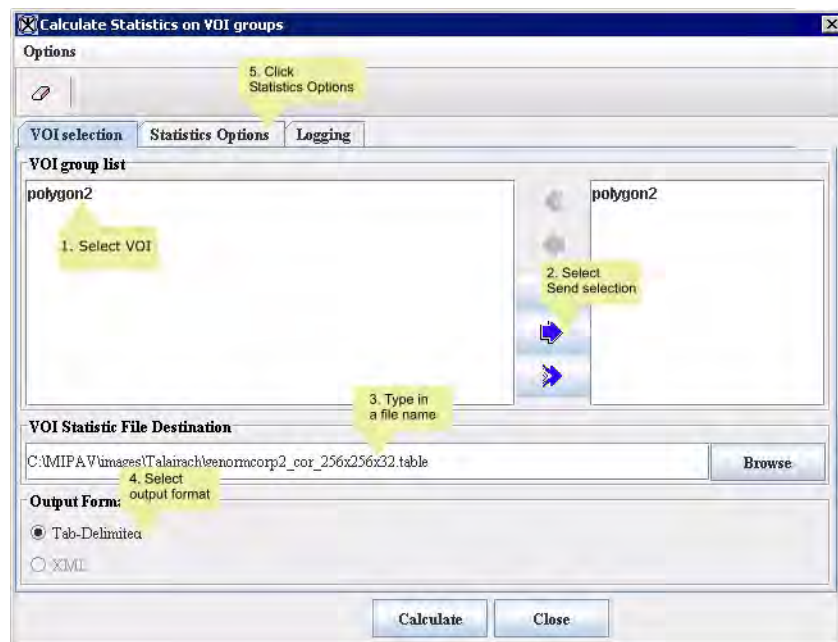 Calculate Statistics on VOI groups
Options
5. Click
Statistics Options
VOI selection
Statistics Options
Logging
VOI group list
polygon2
polygon2
1. Select VOI
2. Select
Send selection
3. Type in
a file name
VOI Statistic File Destination
C:\MIPAV\images\Talairach\genormcorp2_cor_256x256x32.table
Browse
4. Select
output format
Output Forma
Tab-Delimited
XML
Calculate
Close